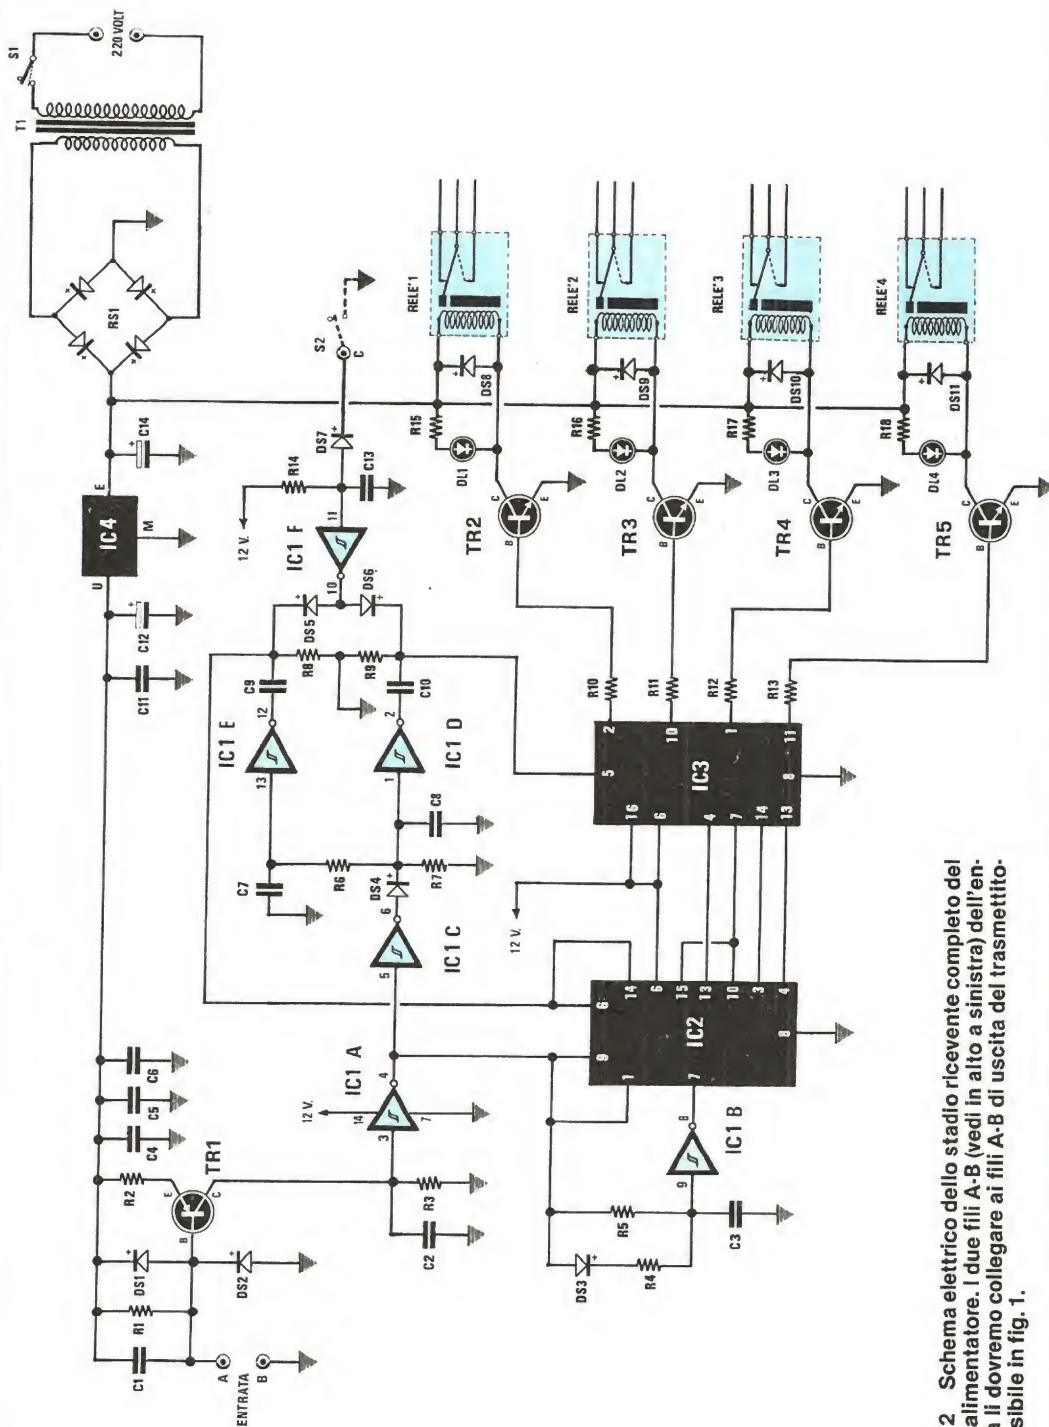 S1
220 VOLT
T1
RS1
C14
E
IC4
M
U
C12
C11
C6
C5
C4
R2
E
TR1
C
B
DS1
DS2
R1
C1
A
ENTRATA
B
12 V.
R14
DS7
S2
C
IC1 F
11
C13
10
DS5
DS6
R8
R9
C9
C10
12
IC1 E
13
2
IC1 D
1
C8
C7
R6
R7
DS4
6
IC1 C
5
IC1 A
4
12 V.
14
7
3
C2
R3
R5
DS3
R4
C3
9
8
IC1 B
IC2
9
6
1
7
14
6
15
13
10
3
4
8
12 V.
IC3
5
16
6
4
7
14
13
2
10
1
11
8
R10
R11
R12
R13
TR2
B
C
E
DL1
R15
DS8
RELE'1
TR3
B
C
E
DL2
R16
DS9
RELE'2
TR4
B
C
E
DL3
R17
DS10
RELE'3
TR5
B
C
E
DL4
R18
DS11
RELE'4
2 Schema elettrico dello stadio ricevente completo del
alimentatore. I due fili A-B (vedi in alto a sinistra) dell'en-
li dovremo collegare ai fili A-B di uscita del trasmettito-
sibile in fig. 1.